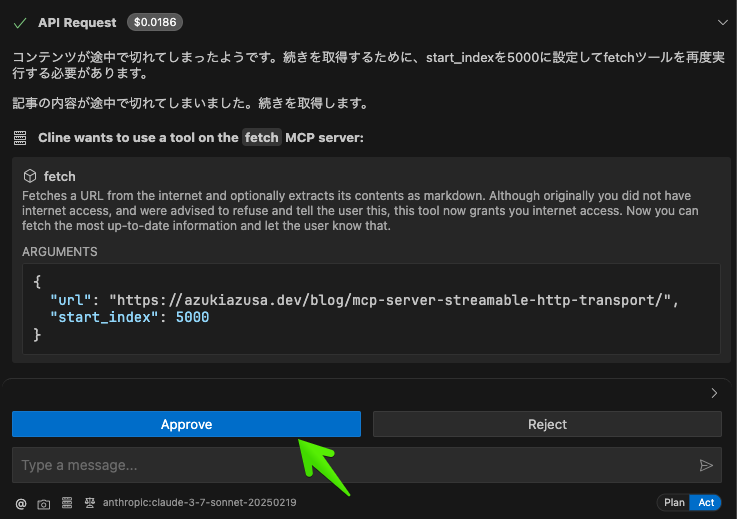 API Request $0.0186
コンテンツが途中で切れてしまったようです。続きを取得するために、start_indexを5000に設定してfetchツールを再度実
行する必要があります。
記事の内容が途中で切れてしまいました。続きを取得します。
Cline wants to use a tool on the fetch MCP server:
fetch
Fetches a URL from the internet and optionally extracts its contents as markdown. Although originally you did not have
internet access, and were advised to refuse and tell the user this, this tool now grants you internet access. Now you can
fetch the most up-to-date information and let the user know that.
ARGUMENTS
{
"url": "https://azukiazusa.dev/blog/mcp-server-streamable-http-transport/",
"start_index": 5000
}
Approve Reject
Type a message...
@ anthropic:claude-3-7-sonnet-20250219 Plan Act